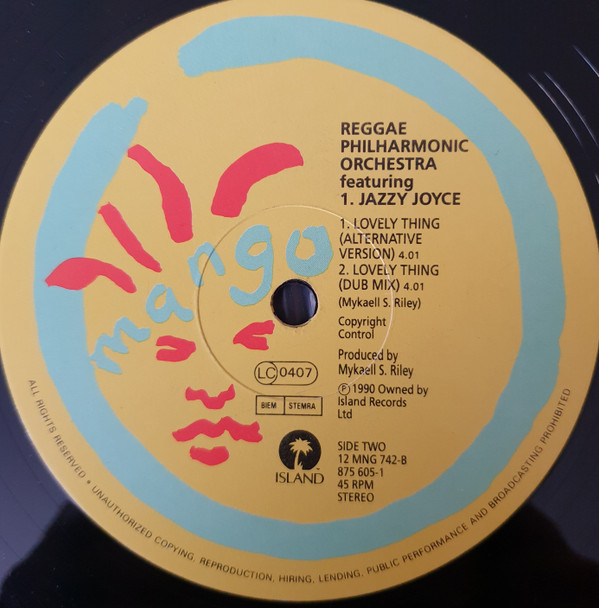 REGGAE
PHILHARMONIC
ORCHESTRA
featuring
1. JAZZY JOYCE
1. LOVELY THING
(ALTERNATIVE
VERSION) 4.01
2. LOVELY THING
(DUB MIX) 4.01
(Mykaell S. Riley)
Copyright
Control
Produced by
Mykaell S. Riley
℗ 1990 Owned by
Island Records
Ltd
mango
LC 0407
BIEM STEMRA
ISLAND
SIDE TWO
12 MNG 742-B
875 605-1
45 RPM
STEREO
ALL RIGHTS RESERVED • UNAUTHORIZED COPYING, REPRODUCTION, HIRING, LENDING, PUBLIC PERFORMANCE AND BROADCASTING PROHIBITED